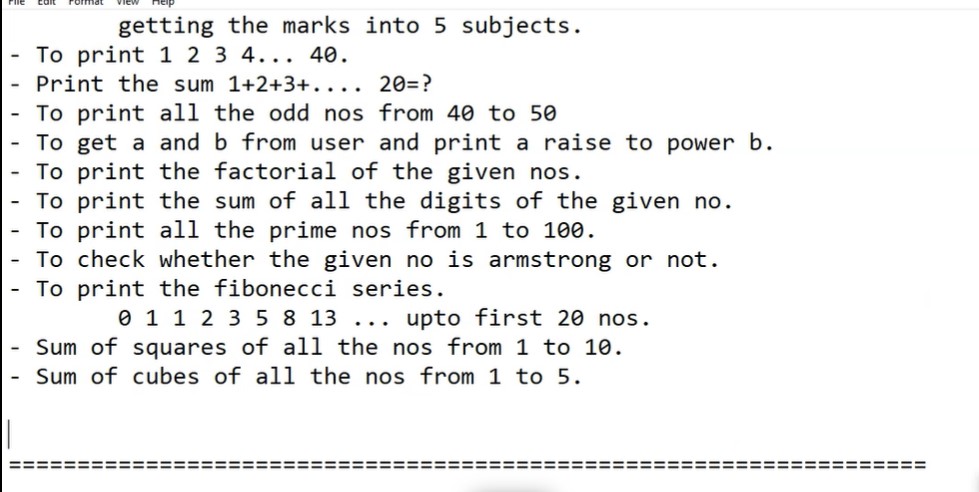 File Edit Format View Help
getting the marks into 5 subjects.
- To print 1 2 3 4... 40.
- Print the sum 1+2+3+.... 20=?
- To print all the odd nos from 40 to 50
- To get a and b from user and print a raise to power b.
- To print the factorial of the given nos.
- To print the sum of all the digits of the given no.
- To print all the prime nos from 1 to 100.
- To check whether the given no is armstrong or not.
- To print the fibonecci series.
0 1 1 2 3 5 8 13 ... upto first 20 nos.
- Sum of squares of all the nos from 1 to 10.
- Sum of cubes of all the nos from 1 to 5.
===================================================================